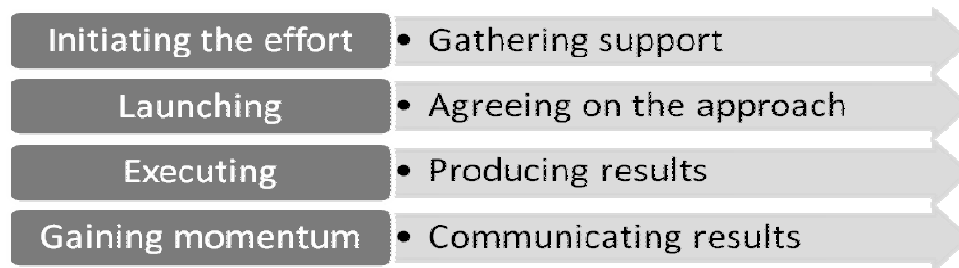 Initiating the effort • Gathering support
Launching • Agreeing on the approach
Executing • Producing results
Gaining momentum • Communicating results